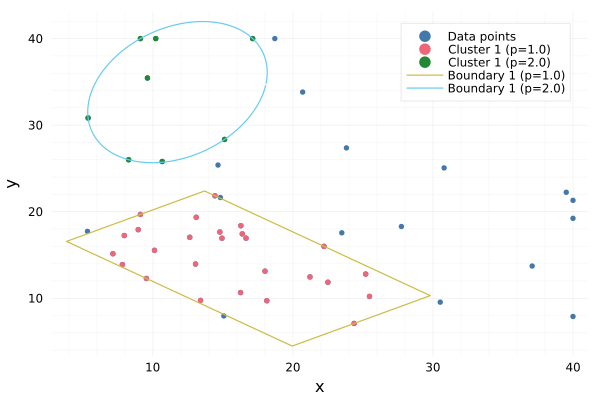 40
30
20
10
y
10
20
30
40
x
Data points
Cluster 1 (p=1.0)
Cluster 1 (p=2.0)
Boundary 1 (p=1.0)
Boundary 1 (p=2.0)